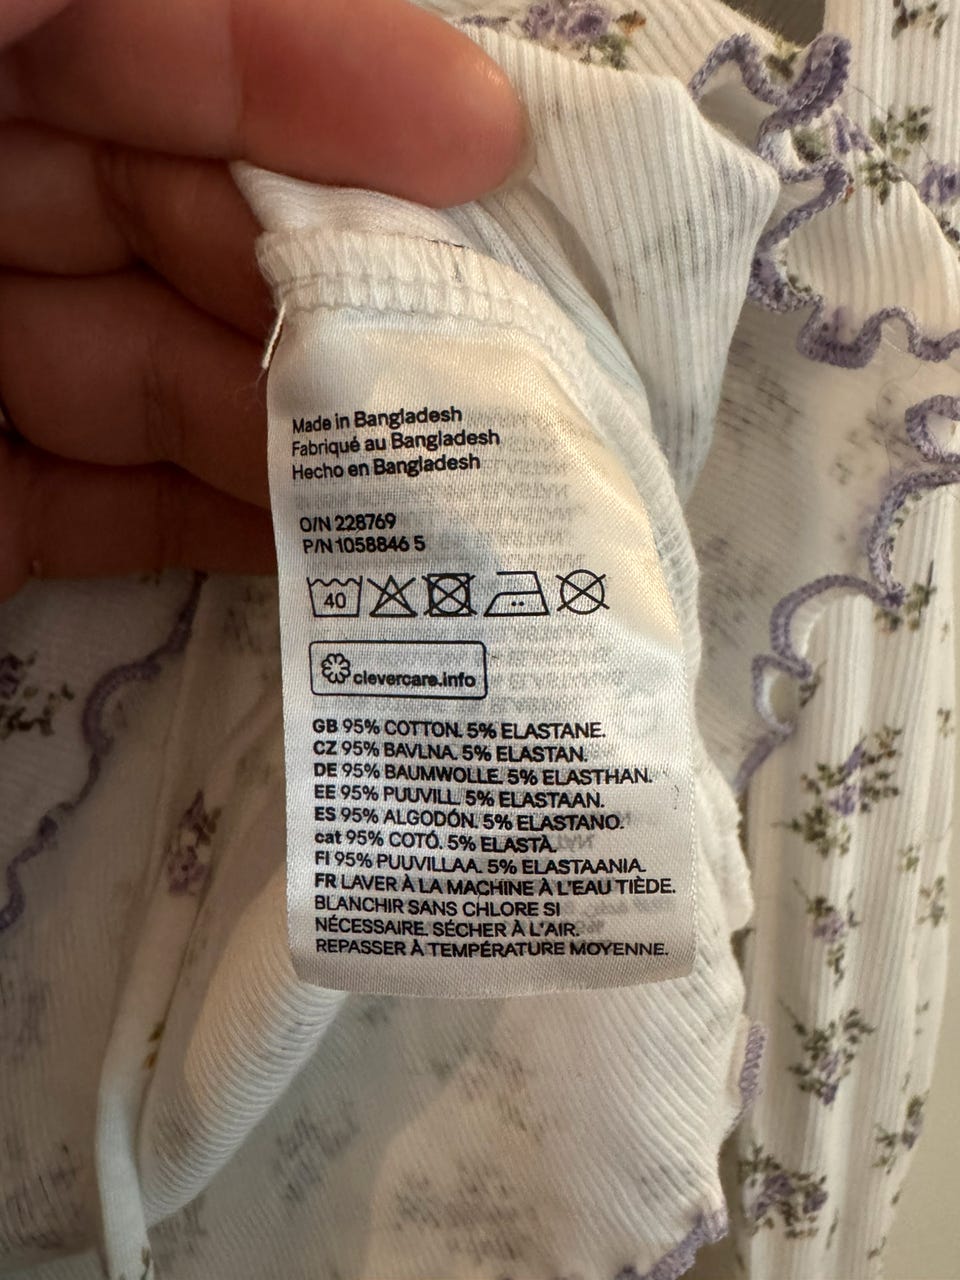 Made in Bangladesh
Fabriqué au Bangladesh
Hecho en Bangladesh
O/N 228769
P/N 1058846 5
40
clevercare.info
GB 95% COTTON. 5% ELASTANE.
CZ 95% BAVLNA. 5% ELASTAN.
DE 95% BAUMWOLLE. 5% ELASTHAN.
EE 95% PUUVILL. 5% ELASTAAN.
ES 95% ALGODÓN. 5% ELASTANO.
cat 95% COTÓ. 5% ELASTÀ.
FI 95% PUUVILLAA. 5% ELASTAANIA.
FR LAVER À LA MACHINE À L'EAU TIÈDE.
BLANCHIR SANS CHLORE SI
NÉCESSAIRE. SÉCHER À L'AIR.
REPASSER À TEMPÉRATURE MOYENNE.